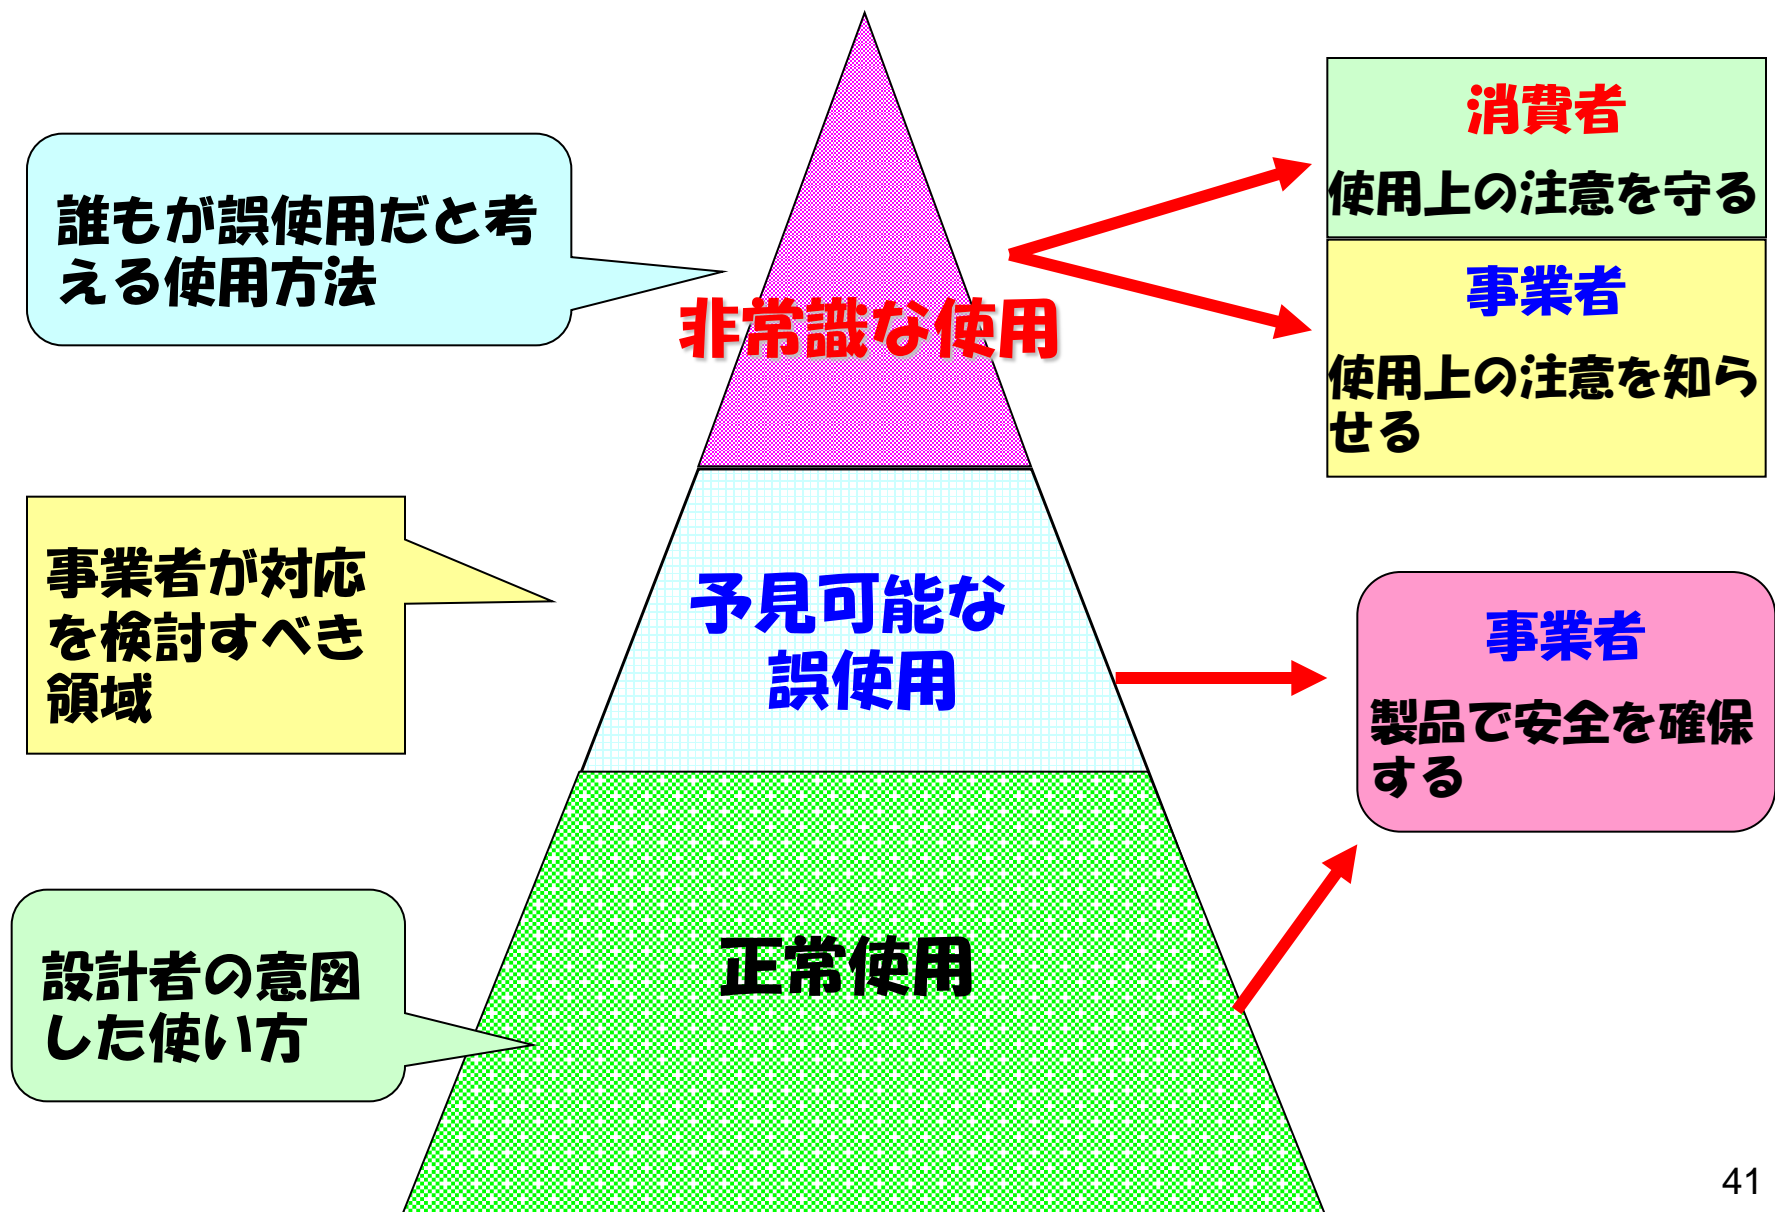 誰もが誤使用だと考
える使用方法
非常識な使用
消費者
使用上の注意を守る
事業者
使用上の注意を知ら
せる
事業者が対応
を検討すべき
領域
予見可能な
誤使用
事業者
製品で安全を確保
する
設計者の意図
した使い方
正常使用
41